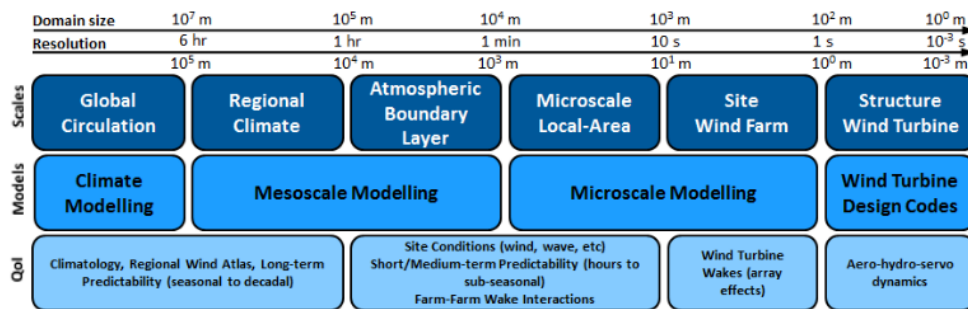 Domain size 10⁷ m 10⁵ m 10⁴ m 10³ m 10² m 10⁰ m
Resolution 6 hr 1 hr 1 min 10 s 1 s 10⁻³ s
10⁵ m 10⁴ m 10³ m 10¹ m 10⁰ m 10⁻³ m
Scales
Global
Circulation
Regional
Climate
Atmospheric
Boundary
Layer
Microscale
Local-Area
Site
Wind Farm
Structure
Wind Turbine
Models
Climate
Modelling
Mesoscale Modelling
Microscale Modelling
Wind Turbine
Design Codes
QoI
Climatology, Regional Wind Atlas, Long-term
Predictability (seasonal to decadal)
Site Conditions (wind, wave, etc)
Short/Medium-term Predictability (hours to
sub-seasonal)
Farm-Farm Wake Interactions
Wind Turbine
Wakes (array
effects)
Aero-hydro-servo
dynamics